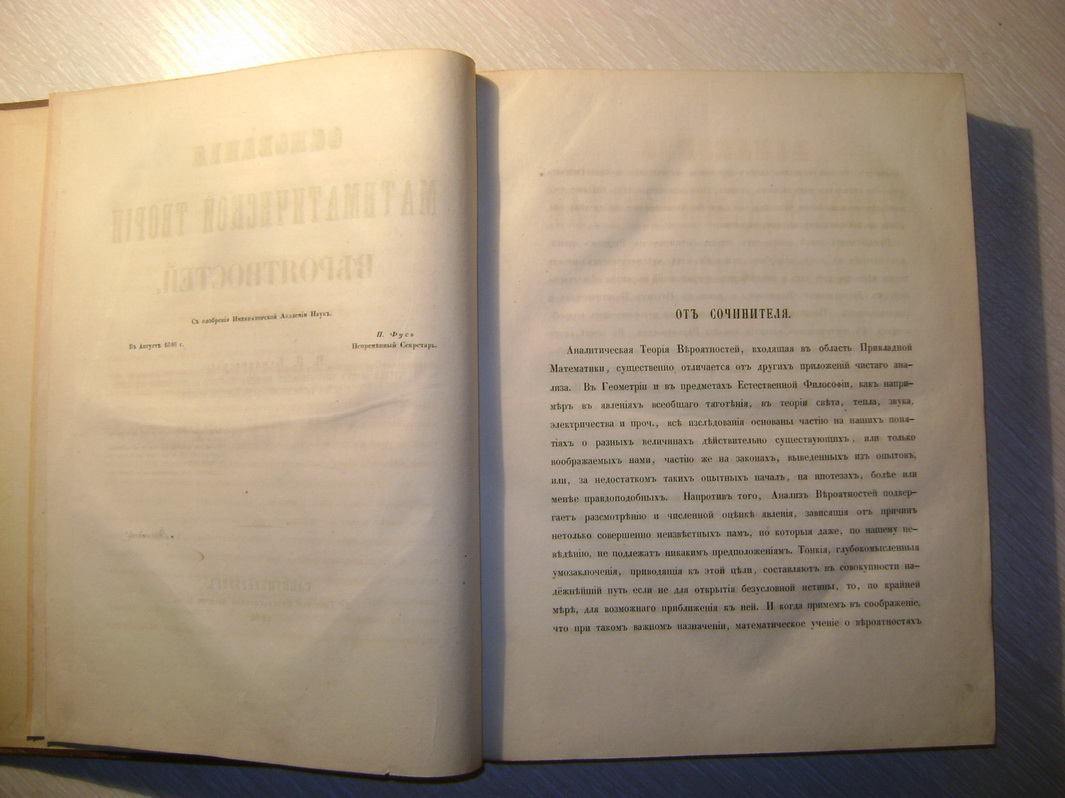 Съ одобрения Императорской Академіи Наукъ.
П. Фусъ
Въ Августѣ 1846 г. Непремѣнный Секретарь.
ОТЪ СОЧИНИТЕЛЯ.
Аналитическая Теорія Вѣроятностей, входящая въ область Прикладной
Математики, существенно отличается отъ другихъ приложеній чистаго ана-
лиза. Въ Геометріи и въ предметахъ Естественной Философіи, какъ напри-
мѣръ въ явленіяхъ всеобщаго тяготѣнія, въ теоріи свѣта, тепла, звука,
электричества и проч., всѣ изслѣдованія основаны частію на нашихъ поня-
тіяхъ о разныхъ величинахъ дѣйствительно существующихъ, или только
воображаемыхъ нами, частію же на законахъ, выведенныхъ изъ опытовъ,
или, за недостаткомъ такихъ опытныхъ началъ, на ипотезахъ, болѣе или
менѣе правдоподобныхъ. Напротивъ того, Анализъ Вѣроятностей подвер-
гаетъ разсмотрѣнію и численной оцѣнкѣ явленія, зависящія отъ причинъ
нетолько совершенно неизвѣстныхъ намъ, но которыя даже, по нашему не-
вѣдѣнію, не подлежатъ никакимъ предположеніямъ. Тонкія, глубокомысленныя
умозаключенія, приводящія къ этой цѣли, составляютъ въ совокупности на-
дёжнѣйшій путь если не для открытія безусловной истины, то, по крайней
мѣрѣ, для возможнаго приближенія къ ней. И когда примемъ въ соображеніе,
что при такомъ важномъ назначеніи, математическое ученіе о вѣроятностяхъ